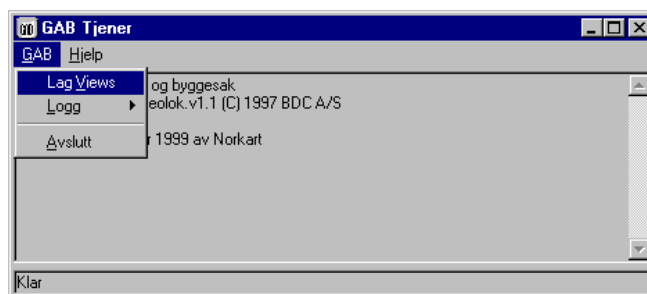 GAB Tjener
GAB Hjelp
Lag Views
Logg
Avslutt
og byggesak
eolok.v1.1 (C) 1997 BDC A/S
1999 av Norkart
Klar